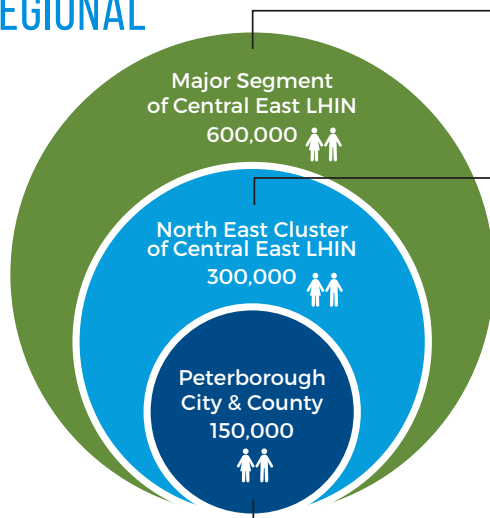 EGIONAL
Major Segment
of Central East LHIN
600,000
North East Cluster
of Central East LHIN
300,000
Peterborough
City & County
150,000